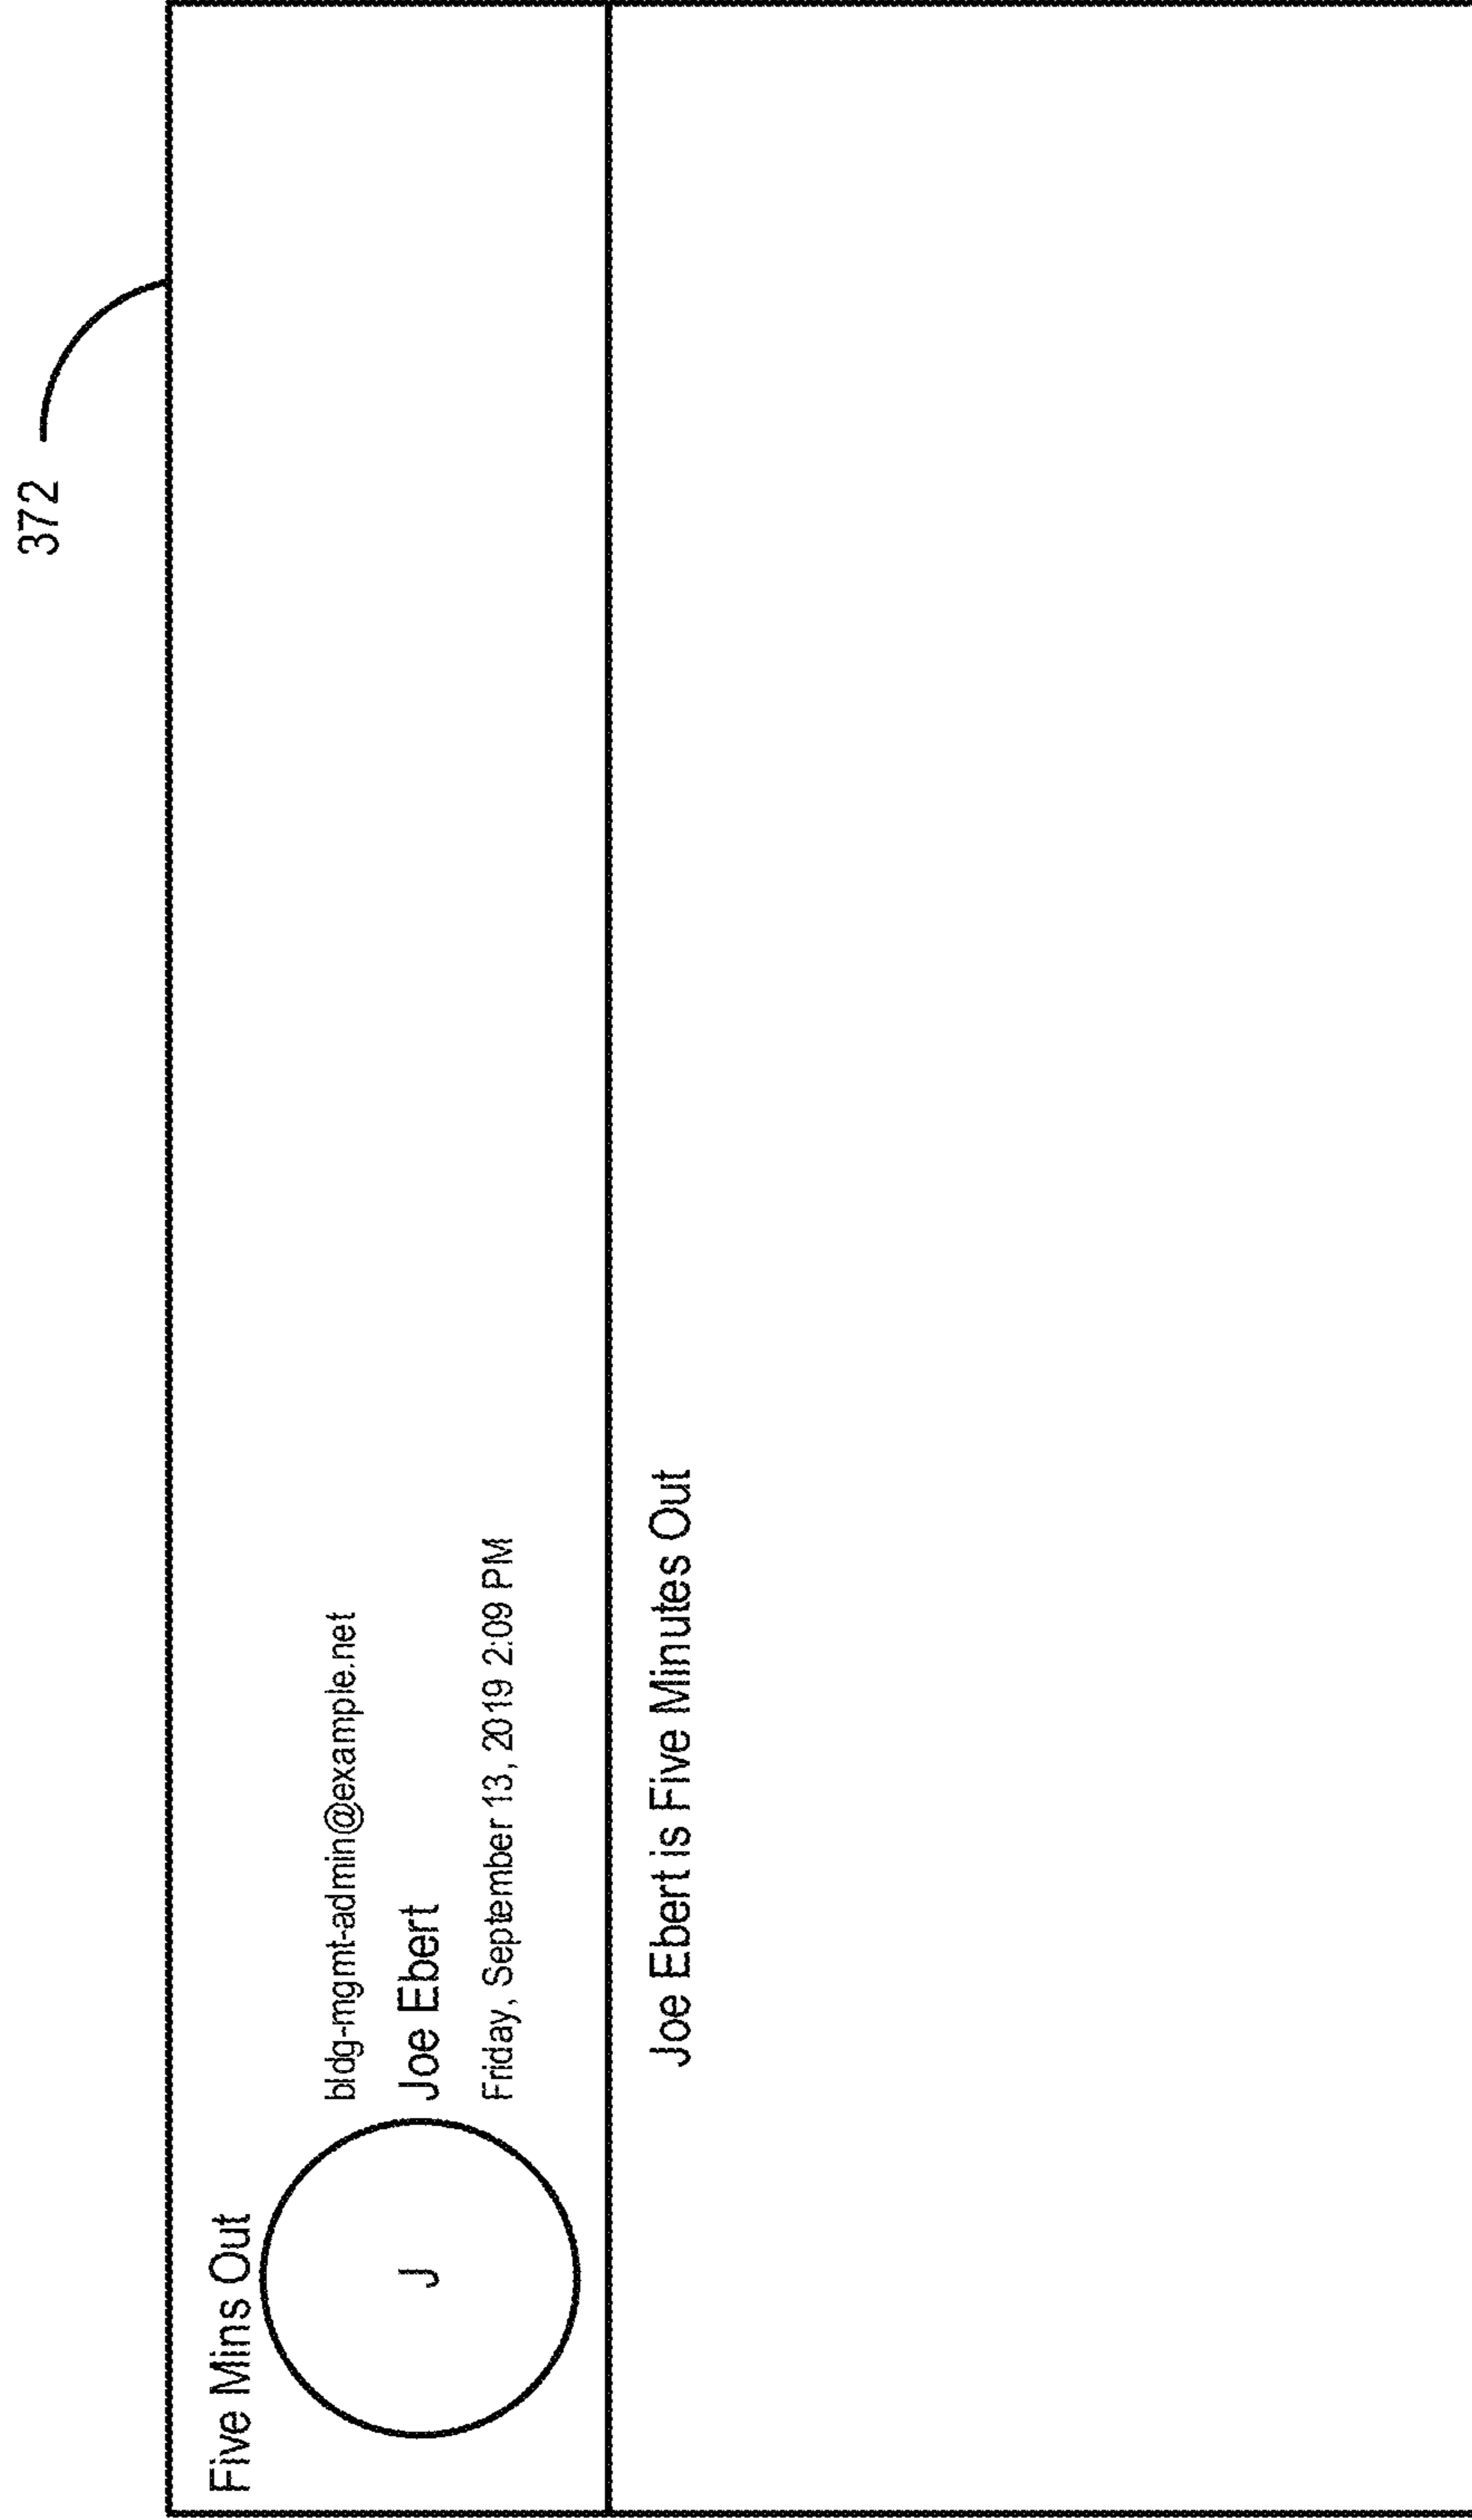 372
Five Mins Out
bldg-mgmt-admin@example.net
J
Joe Ebert
Friday, September 13, 2019 2:09 PM
Joe Ebert is Five Minutes Out